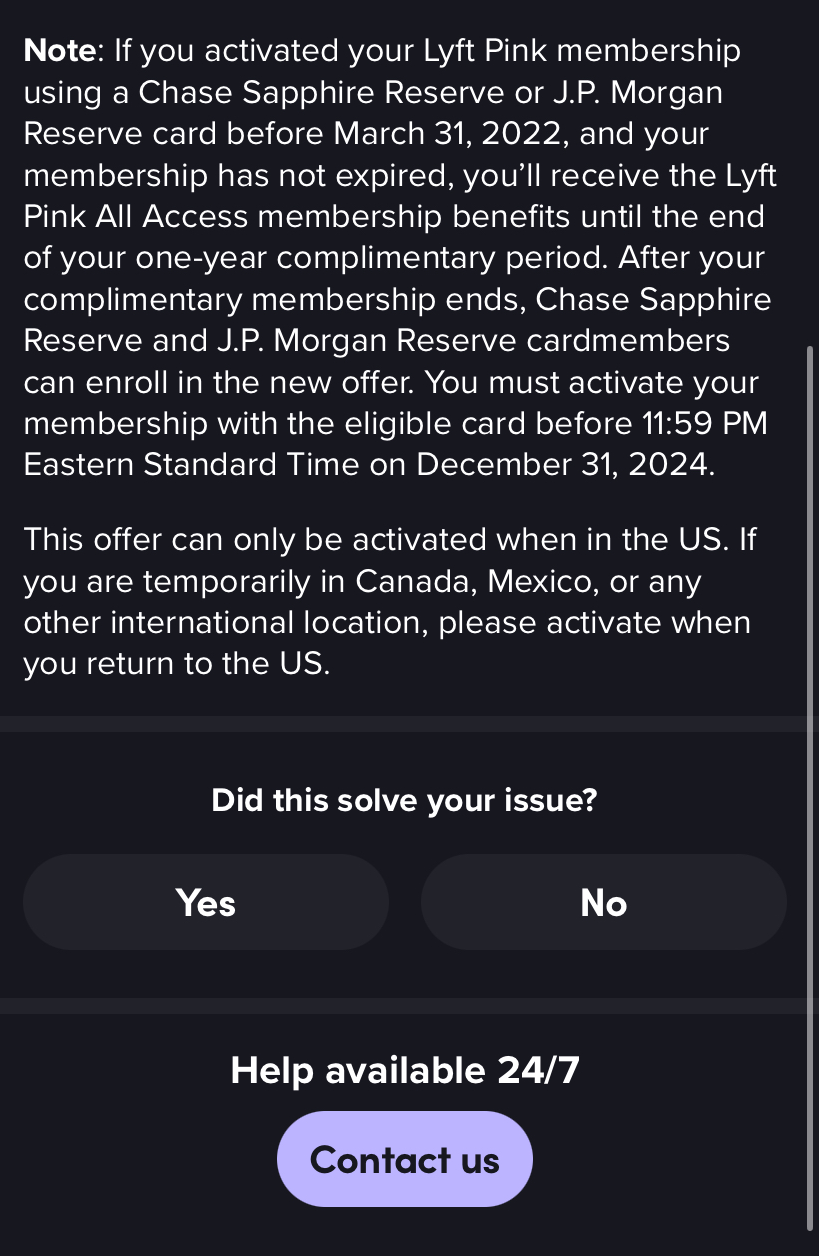 Note: If you activated your Lyft Pink membership
using a Chase Sapphire Reserve or J.P. Morgan
Reserve card before March 31, 2022, and your
membership has not expired, you’ll receive the Lyft
Pink All Access membership benefits until the end
of your one-year complimentary period. After your
complimentary membership ends, Chase Sapphire
Reserve and J.P. Morgan Reserve cardmembers
can enroll in the new offer. You must activate your
membership with the eligible card before 11:59 PM
Eastern Standard Time on December 31, 2024.
This offer can only be activated when in the US. If
you are temporarily in Canada, Mexico, or any
other international location, please activate when
you return to the US.
Did this solve your issue?
Yes No
Help available 24/7
Contact us